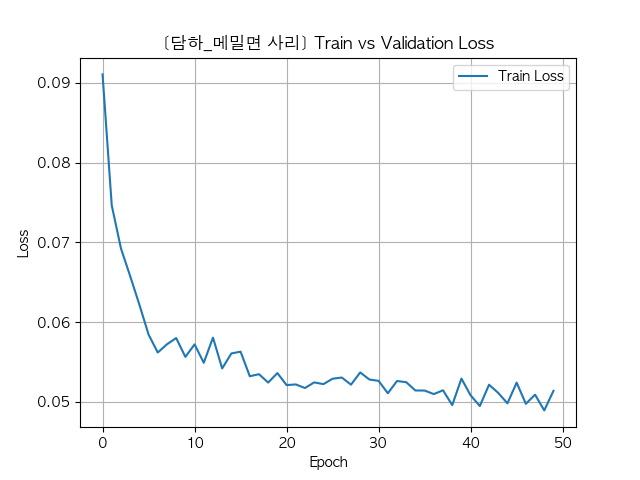 [담하_메밀면 사리] Train vs Validation Loss
Train Loss
0.09
0.08
0.07
0.06
0.05
Loss
0 10 20 30 40 50
Epoch